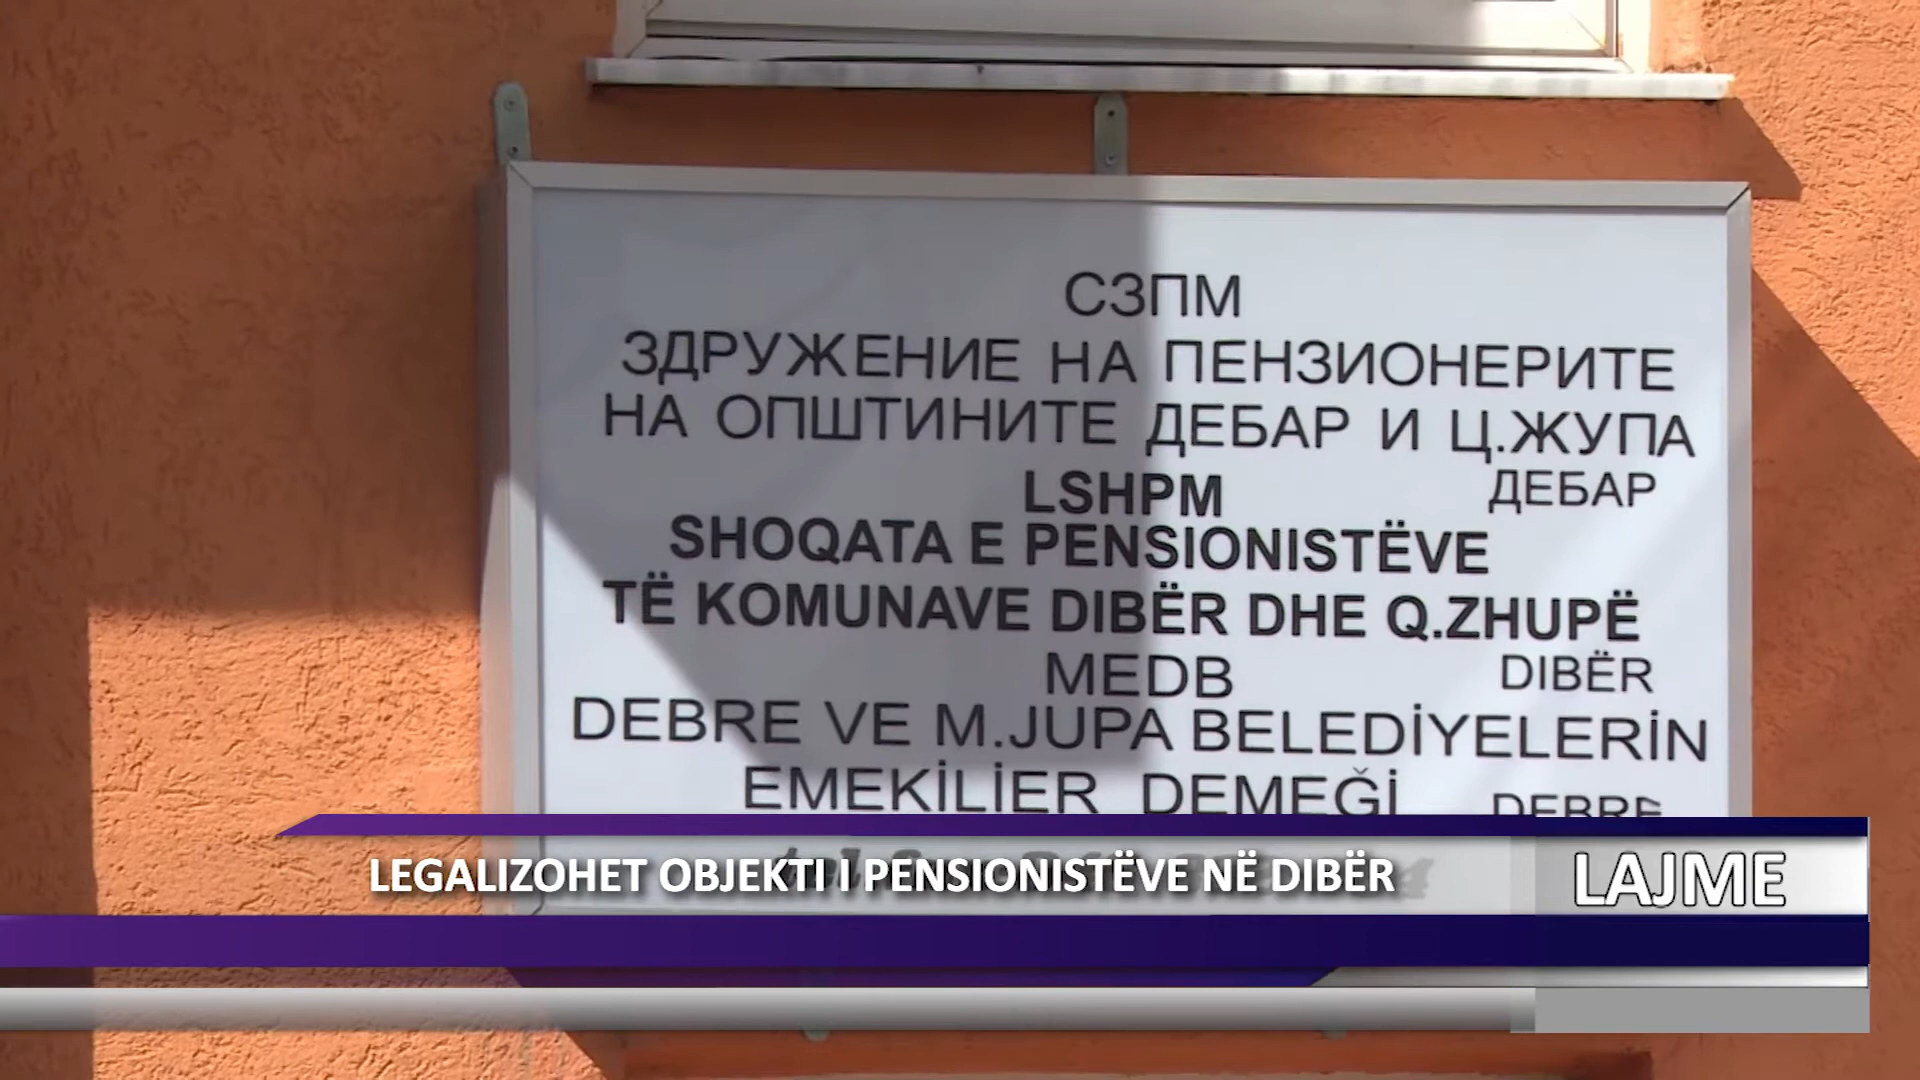 СЗПМ
ЗДРУЖЕНИЕ НА ПЕНЗИОНЕРИТЕ
НА ОПШТИНИТЕ ДЕБАР И Ц.ЖУПА
ДЕБАР
LSHPM
SHOQATA E PENSIONISTËVE
TË KOMUNAVE DIBËR DHE Q.ZHUPË
DIBËR
MEDB
DEBRE VE M.JUPA BELEDİYELERİN
EMEKİLİER DEMEĞİ
DEBRE
LEGALIZOHET OBJEKTI I PENSIONISTËVE NË DIBËR
LAJME